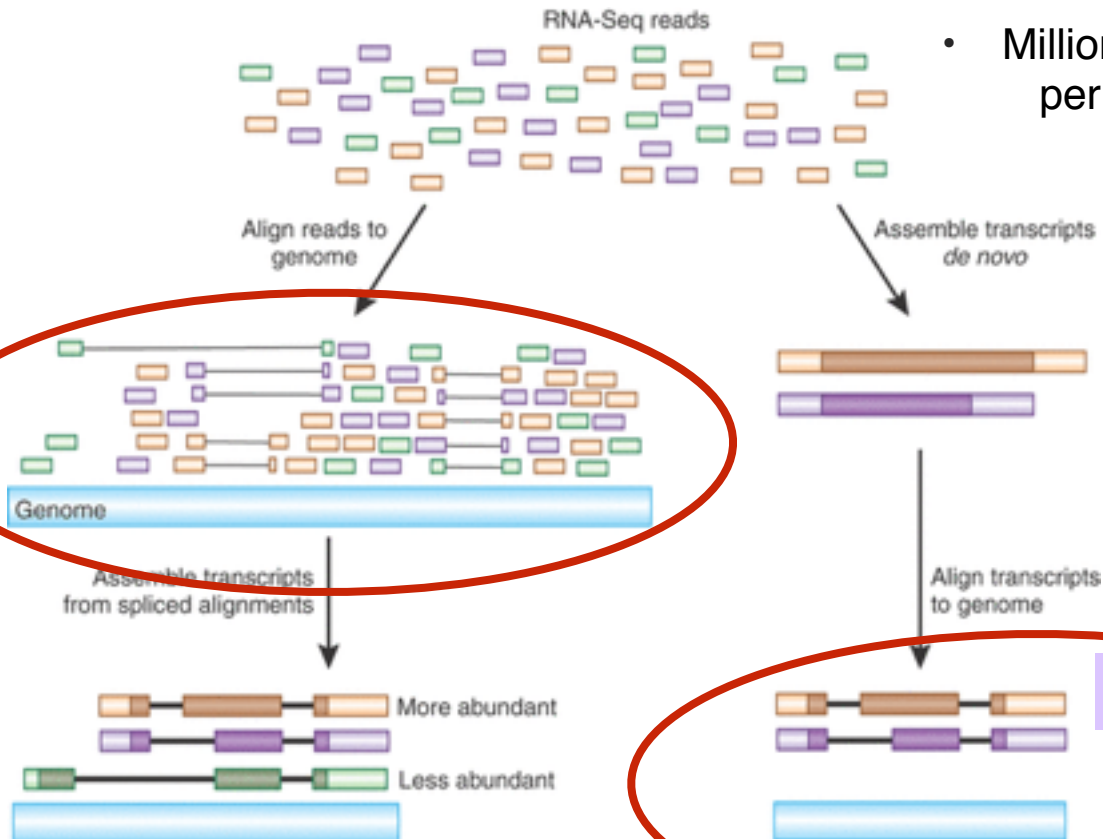 RNA-Seq reads
• Million
per
Align reads to
genome
Assemble transcripts
de novo
Genome
Assemble transcripts
from spliced alignments
Align transcripts
to genome
More abundant
Less abundant